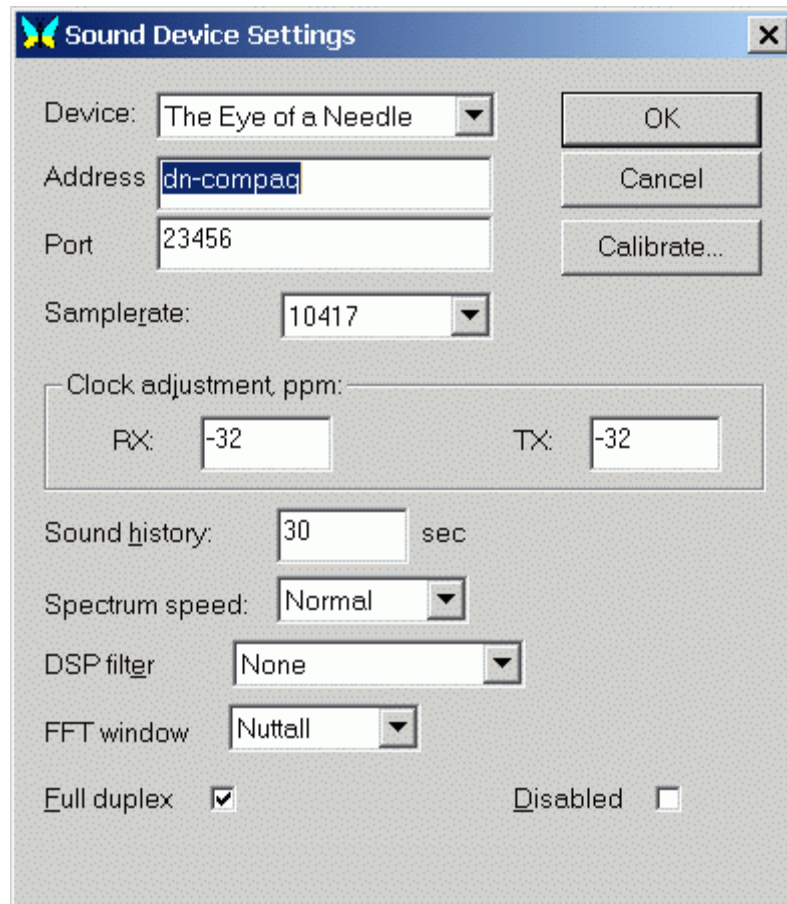 Sound Device Settings
Device: The Eye of a Needle OK
Address dn-compaq Cancel
Port 23456 Calibrate...
Samplerate: 10417
Clock adjustment, ppm:
RX: -32 TX: -32
Sound history: 30 sec
Spectrum speed: Normal
DSP filter None
FFT window Nuttall
Full duplex Disabled